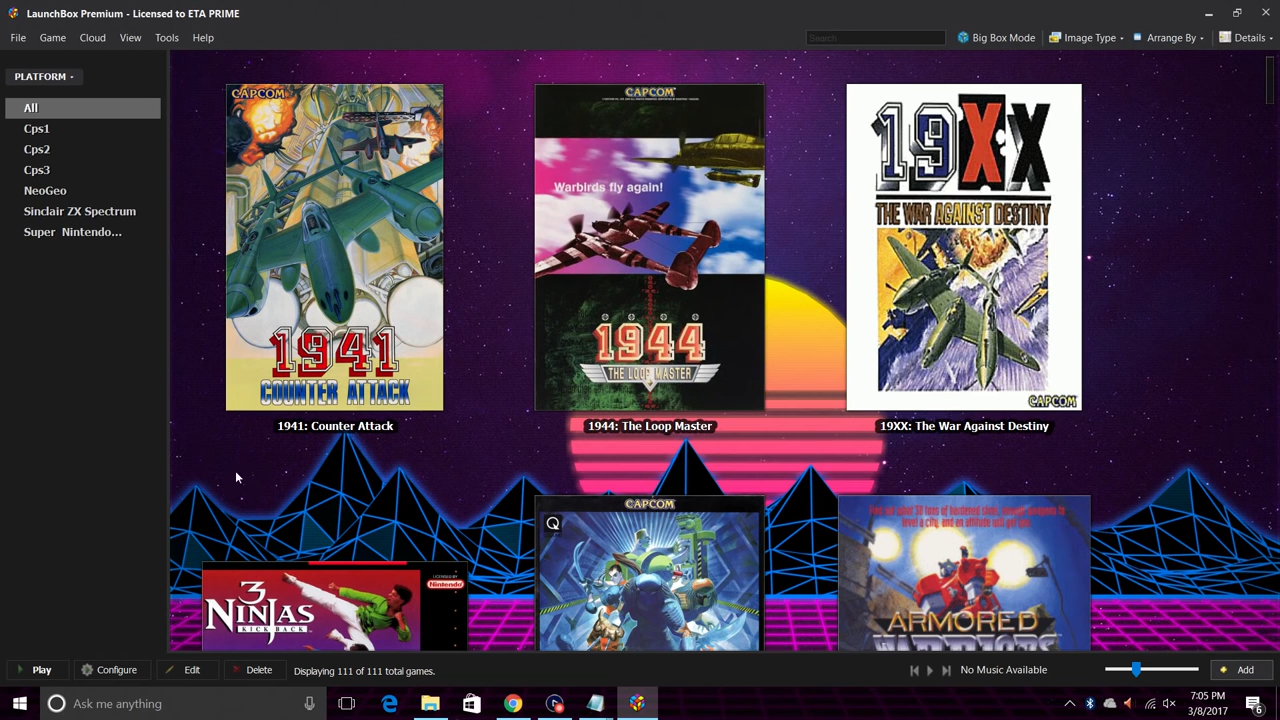 LaunchBox Premium - Licensed to ETA PRIME
File Game Cloud View Tools Help
Search
Big Box Mode
Image Type
Arrange By
Details
PLATFORM
All
Cps1
Cps2
Cps3
NeoGeo
Sinclair ZX Spectrum
Super Nintendo...
CAPCOM
1941
COUNTER ATTACK
1941: Counter Attack
CAPCOM
Warbirds fly again!
1944
THE LOOP MASTER
1944: The Loop Master
19XX
THE WAR AGAINST DESTINY
CAPCOM
19XX: The War Against Destiny
3
NINJAS
KICK BACK
Nintendo
CAPCOM
ARMORED
WARRIORS
Play
Configure
Edit
Delete
Displaying 111 of 111 total games.
No Music Available
Add
Ask me anything
7:05 PM
3/8/2017
6